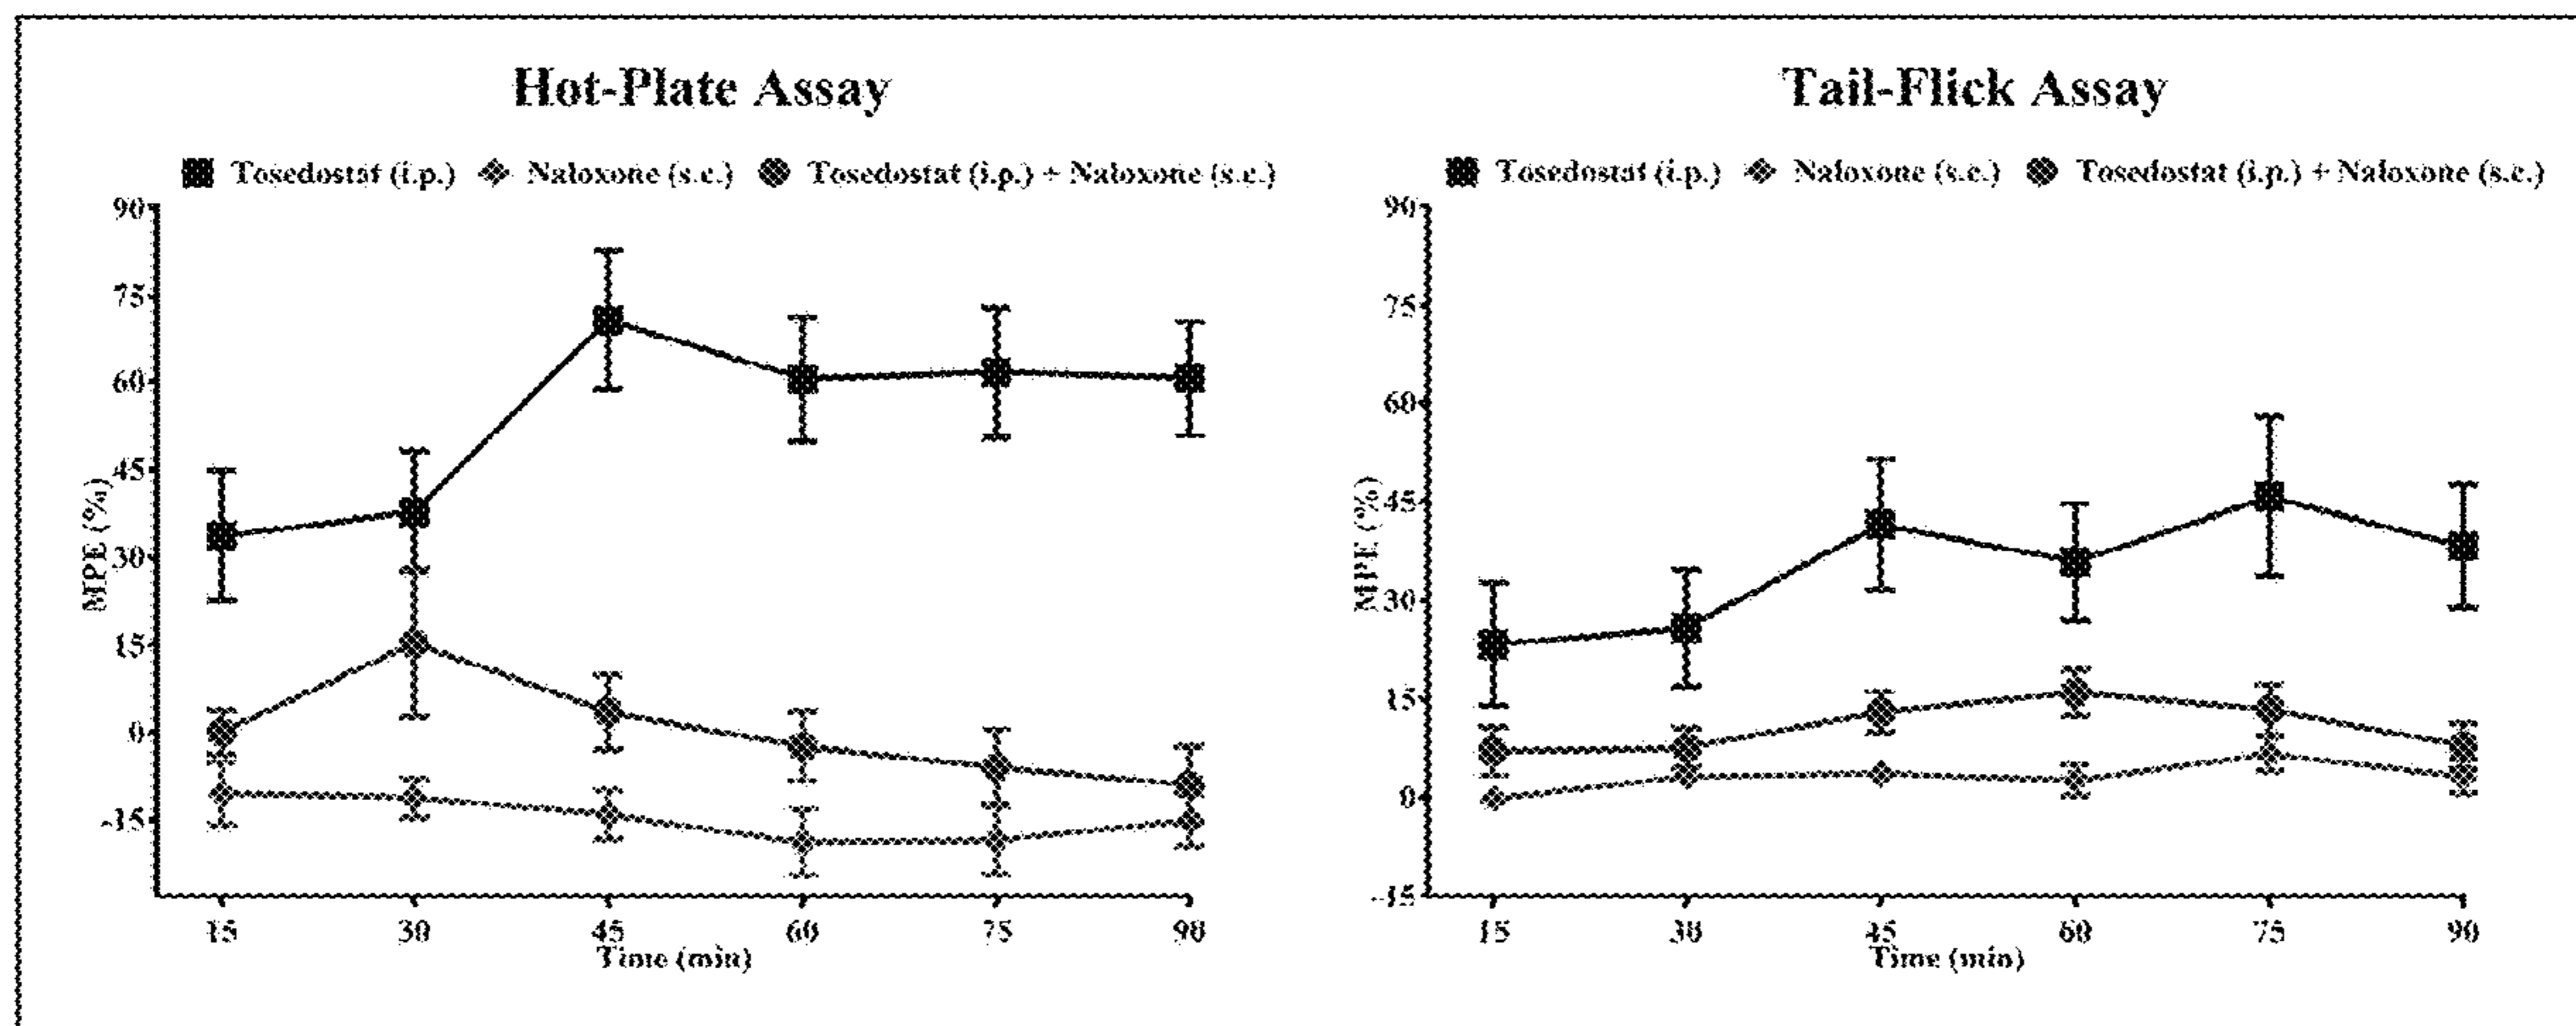 Hot-Plate Assay
Tosedostat (i.p.) Naloxone (s.c.) Tosedostat (i.p.) + Naloxone (s.c.)
90
75
60
45
30
15
0
-15
MPE (%)
15 30 45 60 75 90
Time (min)
Tail-Flick Assay
Tosedostat (i.p.) Naloxone (s.c.) Tosedostat (i.p.) + Naloxone (s.c.)
90
75
60
45
30
15
0
-15
MPE (%)
15 30 45 60 75 90
Time (min)